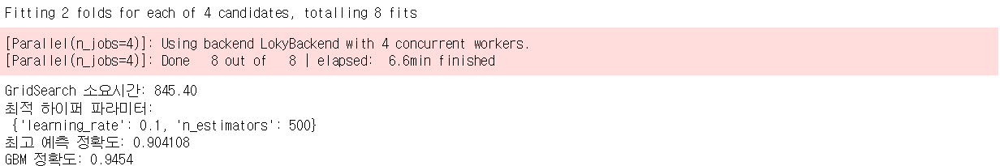 Fitting 2 folds for each of 4 candidates, totalling 8 fits
[Parallel(n_jobs=4)]: Using backend LokyBackend with 4 concurrent workers.
[Parallel(n_jobs=4)]: Done   8 out of   8 | elapsed:  6.6min finished
GridSearch 소요시간: 845.40
최적 하이퍼 파라미터:
 {'learning_rate': 0.1, 'n_estimators': 500}
최고 예측 정확도: 0.904108
GBM 정확도: 0.9454